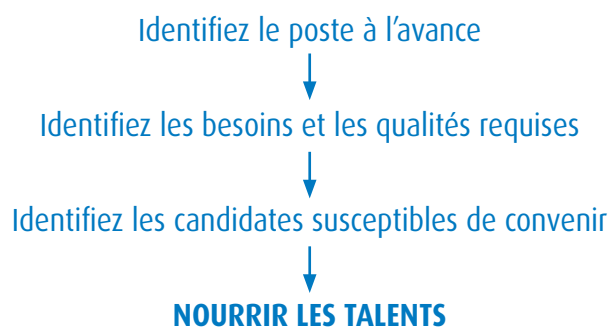 Identifiez le poste à l’avance
Identifiez les besoins et les qualités requises
Identifiez les candidates susceptibles de convenir
NOURRIR LES TALENTS